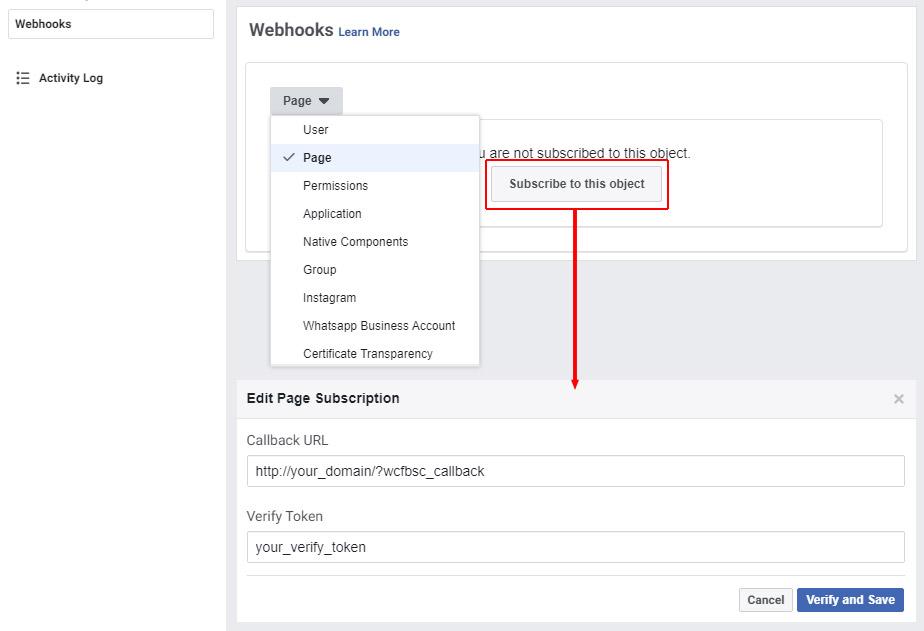 Webhooks
Activity Log
Webhooks Learn More
Page
User
Page
Permissions
Application
Native Components
Group
Instagram
Whatsapp Business Account
Certificate Transparency
u are not subscribed to this object.
Subscribe to this object
Edit Page Subscription
Callback URL
http://your_domain/?wcfbsc_callback
Verify Token
your_verify_token
Cancel Verify and Save